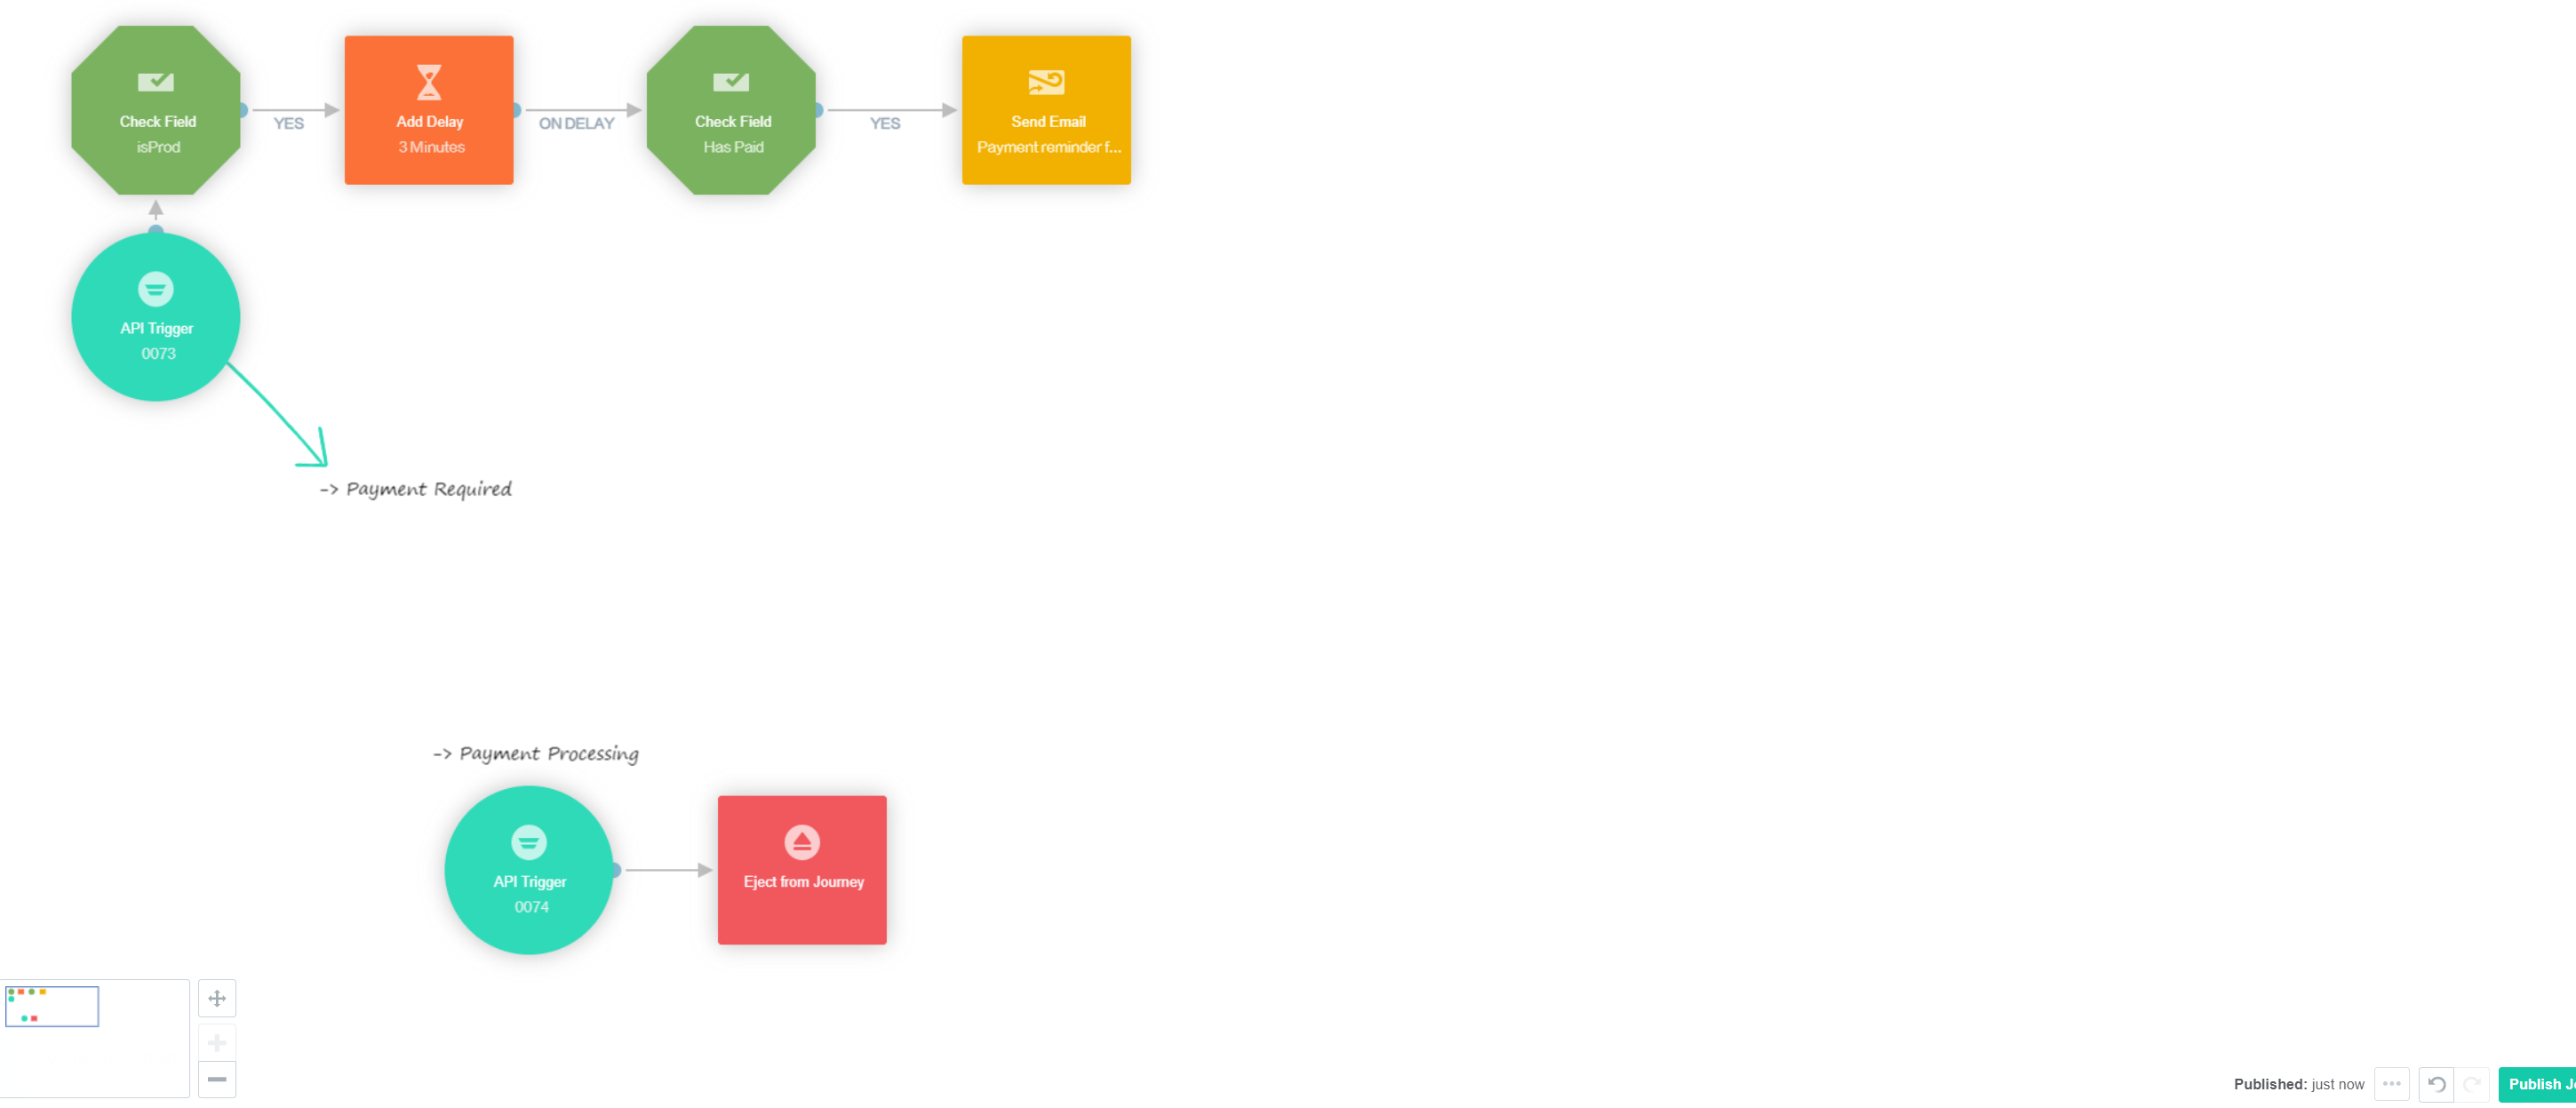 Check Field
isProd
YES
Add Delay
3 Minutes
ON DELAY
Check Field
Has Paid
YES
Send Email
Payment reminder f...
API Trigger
0073
-> Payment Required
-> Payment Processing
API Trigger
0074
Eject from Journey
Published: just now
Publish J